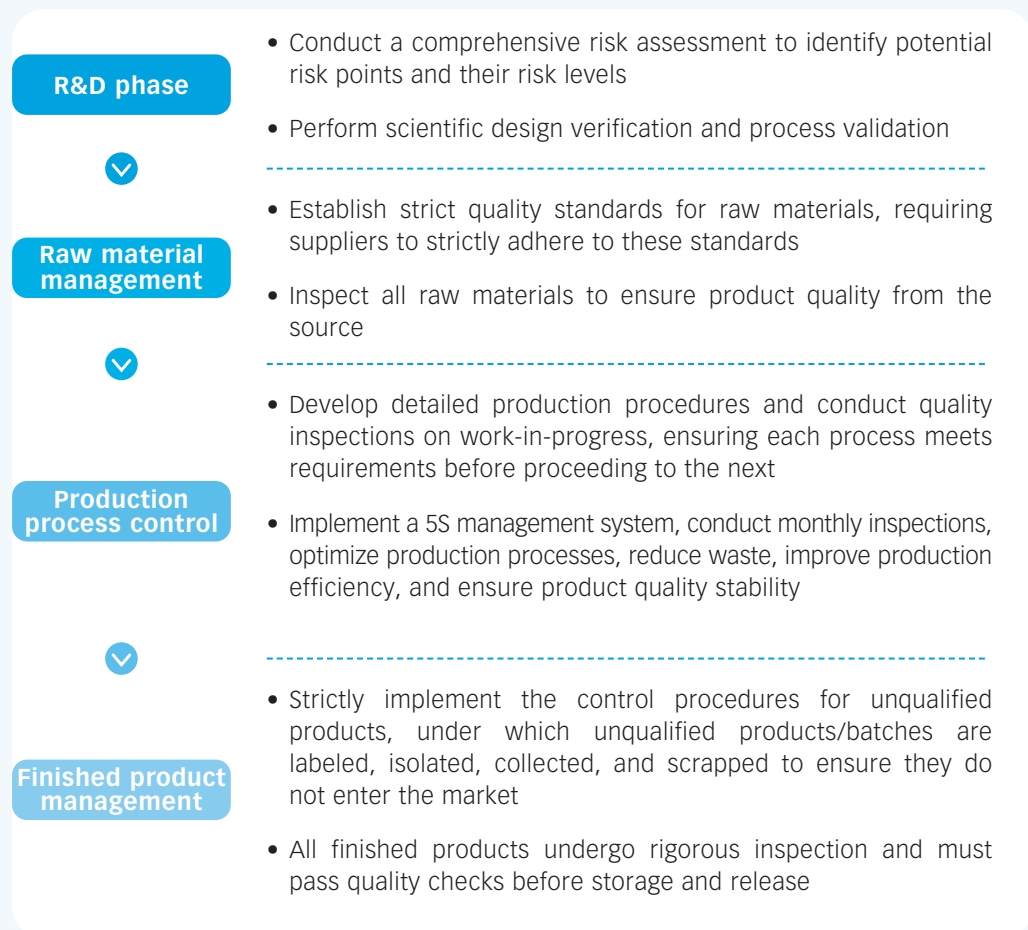 R&D phase
• Conduct a comprehensive risk assessment to identify potential
risk points and their risk levels
• Perform scientific design verification and process validation
Raw material
management
• Establish strict quality standards for raw materials, requiring
suppliers to strictly adhere to these standards
• Inspect all raw materials to ensure product quality from the
source
Production
process control
• Develop detailed production procedures and conduct quality
inspections on work-in-progress, ensuring each process meets
requirements before proceeding to the next
• Implement a 5S management system, conduct monthly inspections,
optimize production processes, reduce waste, improve production
efficiency, and ensure product quality stability
Finished product
management
• Strictly implement the control procedures for unqualified
products, under which unqualified products/batches are
labeled, isolated, collected, and scrapped to ensure they do
not enter the market
• All finished products undergo rigorous inspection and must
pass quality checks before storage and release